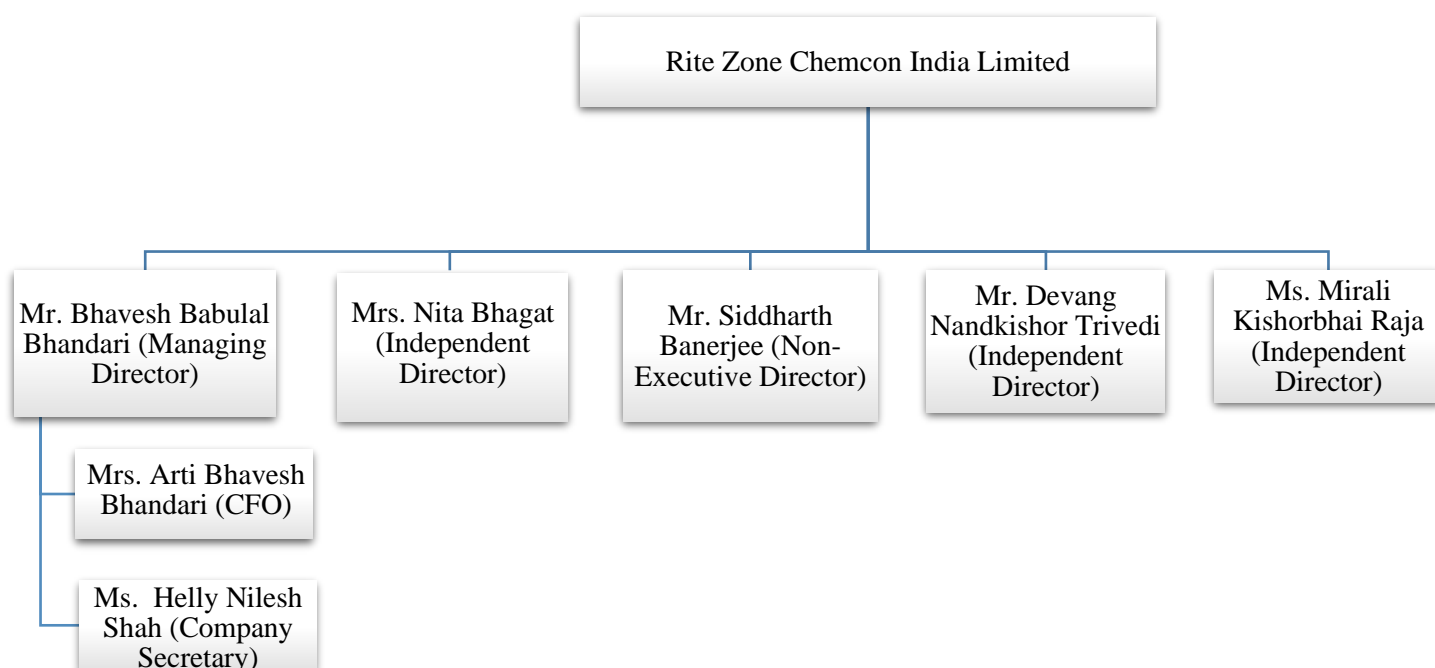 Rite Zone Chemcon India Limited
Mr. Bhavesh Babulal
Bhandari (Managing
Director)
Mrs. Nita Bhagat
(Independent
Director)
Mr. Siddharth
Banerjee (Non-
Executive Director)
Mr. Devang
Nandkishor Trivedi
(Independent
Director)
Ms. Mirali
Kishorbhai Raja
(Independent
Director)
Mrs. Arti Bhavesh
Bhandari (CFO)
Ms. Helly Nilesh
Shah (Company
Secretary)